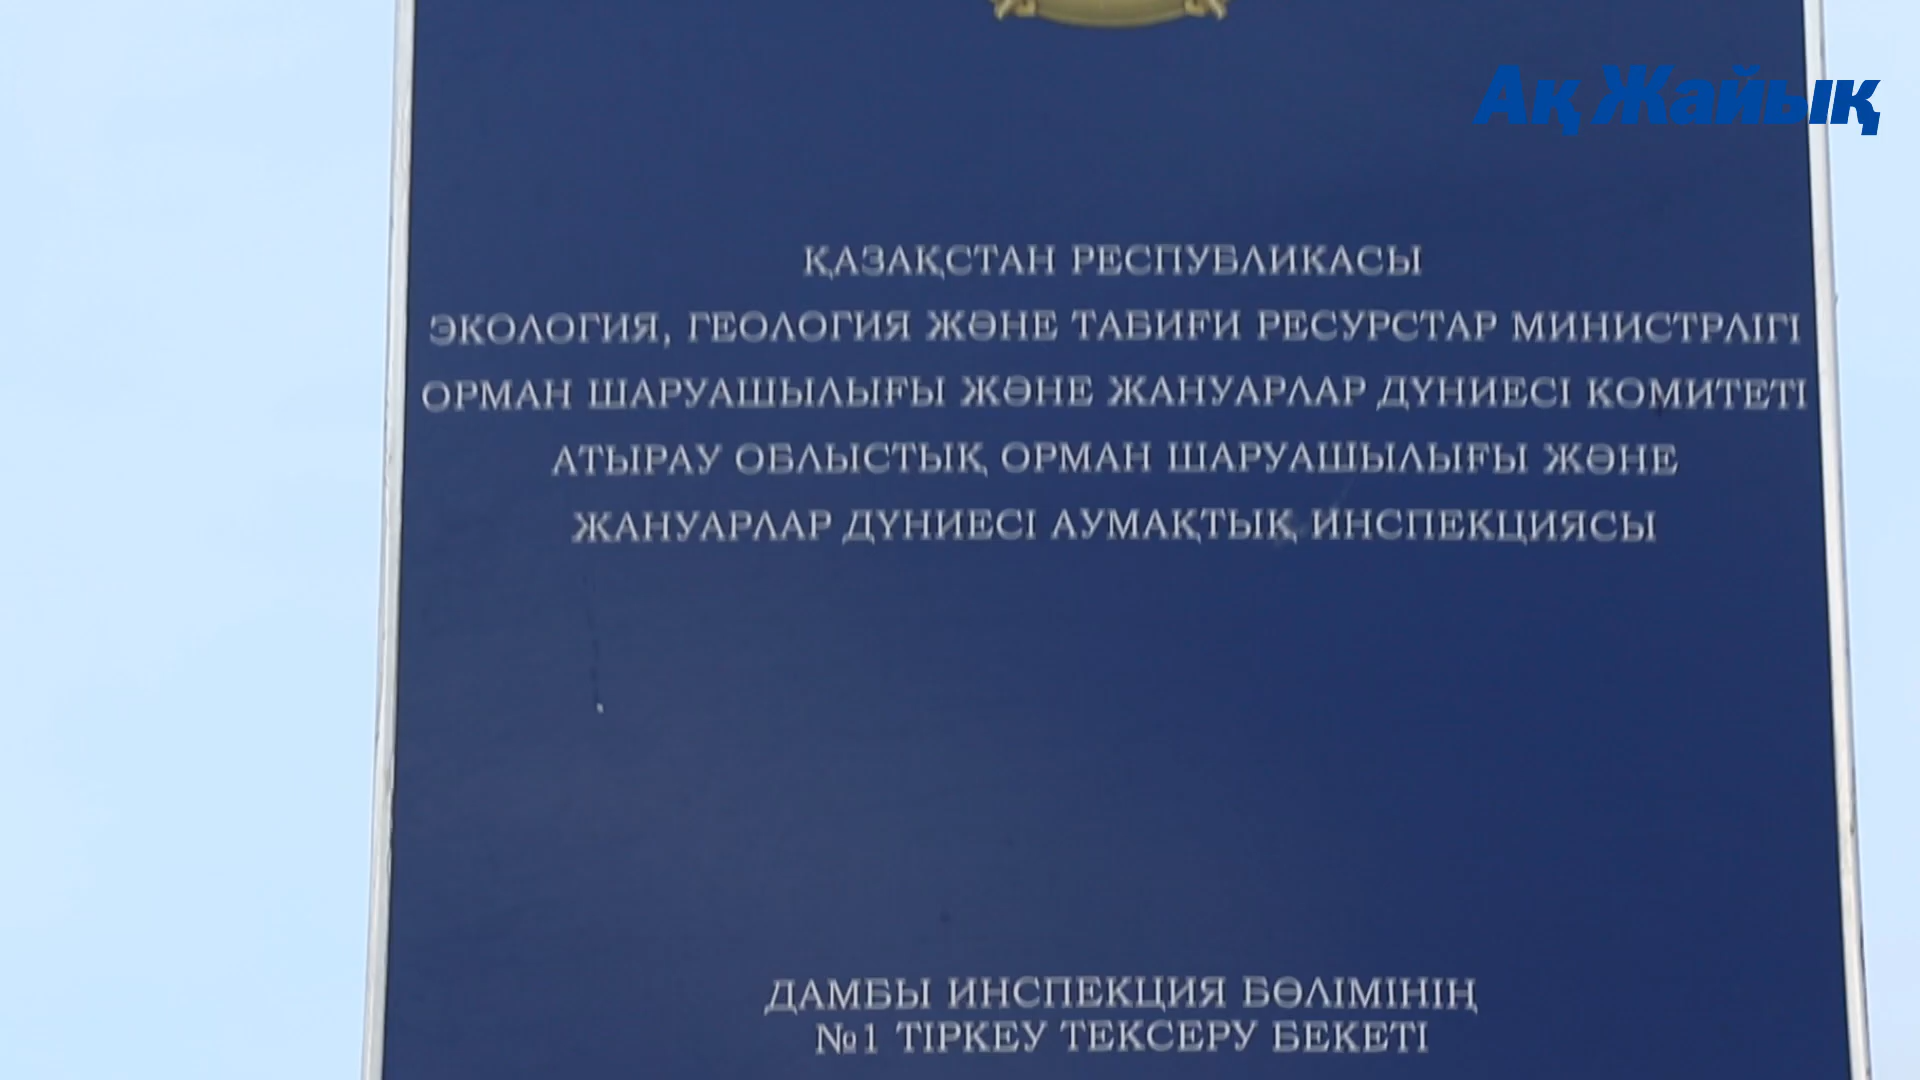 Ақ Жайық
ҚАЗАҚСТАН РЕСПУБЛИКАСЫ
ЭКОЛОГИЯ, ГЕОЛОГИЯ ЖӘНЕ ТАБИҒИ РЕСУРСТАР МИНИСТРЛІГІ
ОРМАН ШАРУАШЫЛЫҒЫ ЖӘНЕ ЖАНУАРЛАР ДҮНИЕСІ КОМИТЕТІ
АТЫРАУ ОБЛЫСТЫҚ ОРМАН ШАРУАШЫЛЫҒЫ ЖӘНЕ
ЖАНУАРЛАР ДҮНИЕСІ АУМАҚТЫҚ ИНСПЕКЦИЯСЫ
ДАМБЫ ИНСПЕКЦИЯ БӨЛІМІНІҢ
№1 ТІРКЕУ ТЕКСЕРУ БЕКЕТІ